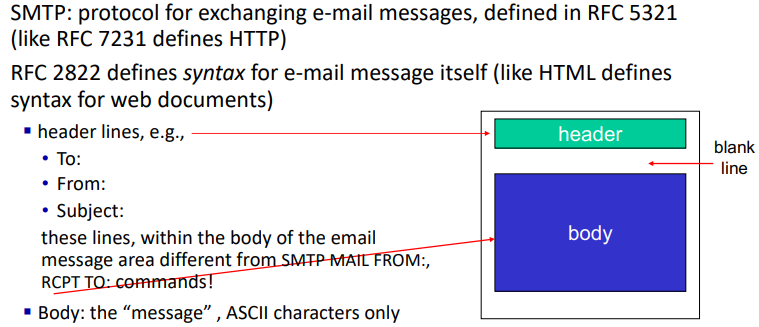 SMTP: protocol for exchanging e-mail messages, defined in RFC 5321
(like RFC 7231 defines HTTP)
RFC 2822 defines syntax for e-mail message itself (like HTML defines
syntax for web documents)
▪ header lines, e.g.,
• To:
• From:
• Subject:
these lines, within the body of the email
message area different from SMTP MAIL FROM:,
RCPT TO: commands!
▪ Body: the “message” , ASCII characters only
header
blank
line
body